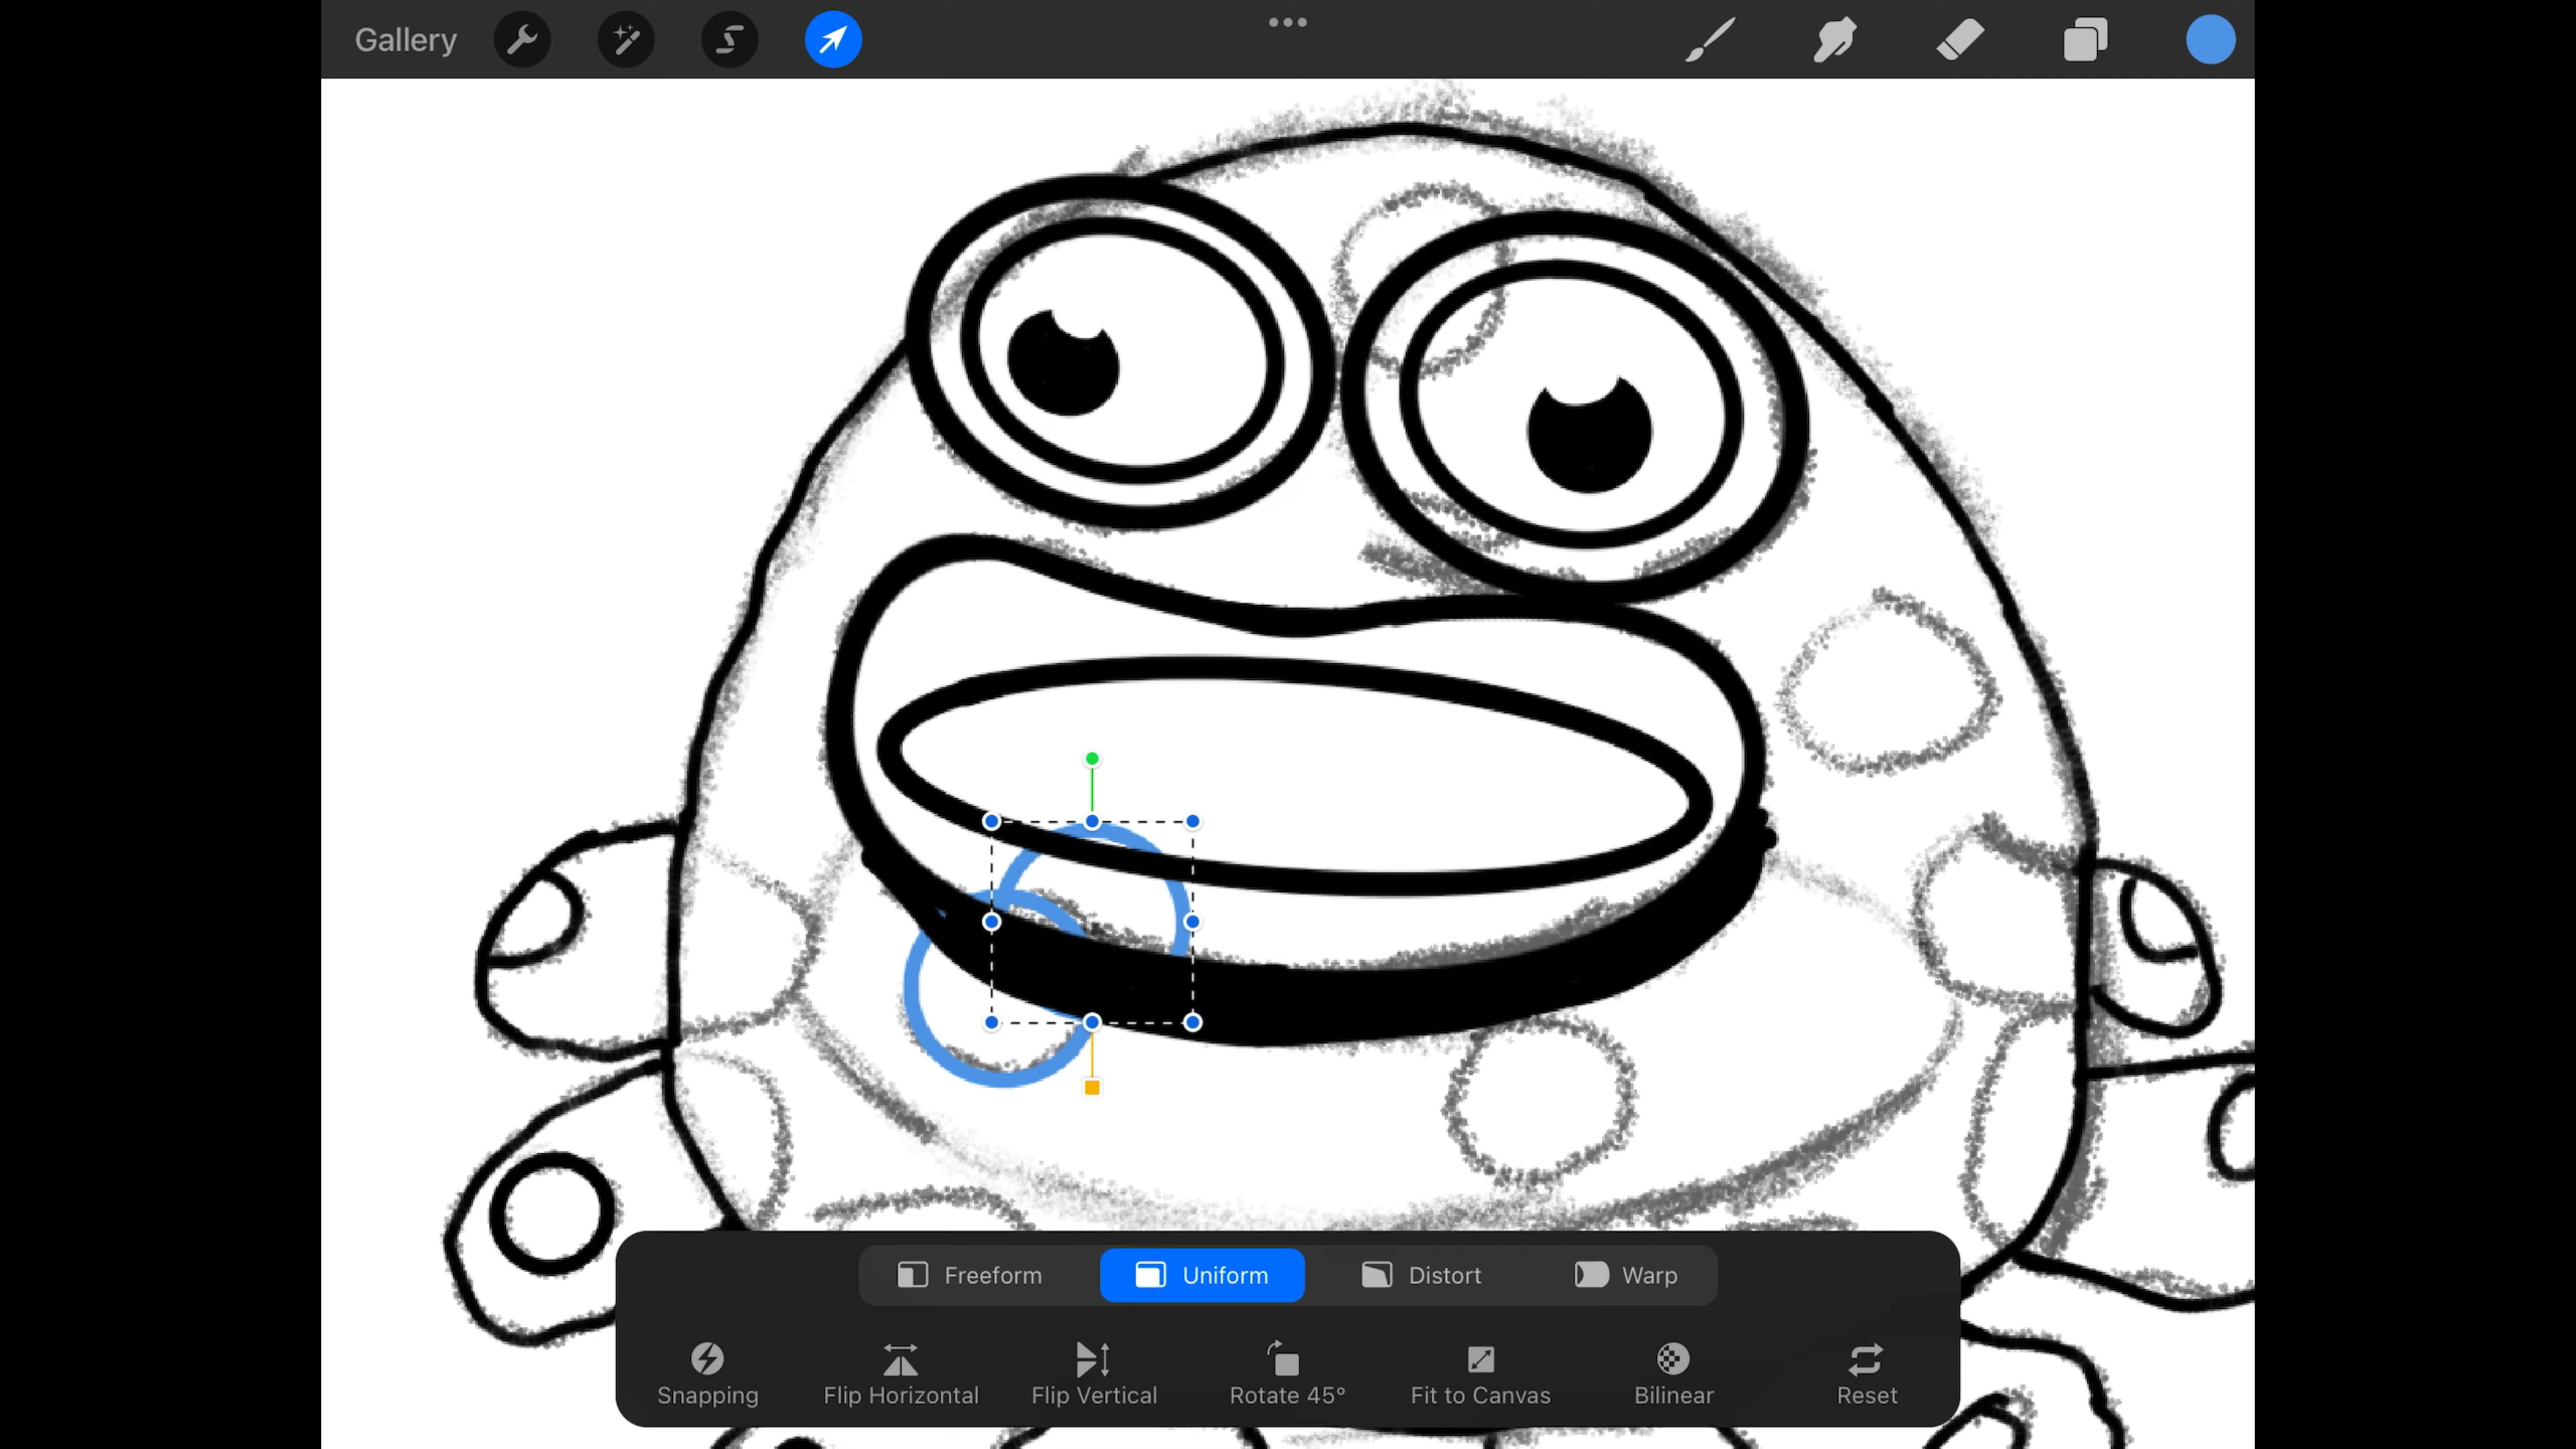 Gallery
Freeform Uniform Distort Warp
Snapping Flip Horizontal Flip Vertical Rotate 45° Fit to Canvas Bilinear Reset